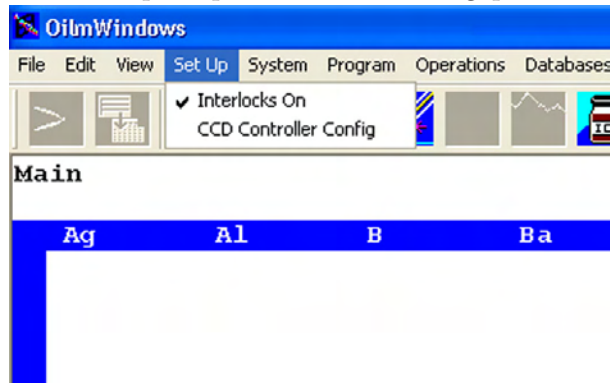 OilmWindows
File Edit View Set Up System Program Operations Databases
✓ Interlocks On
CCD Controller Config
Main
Ag Al B Ba